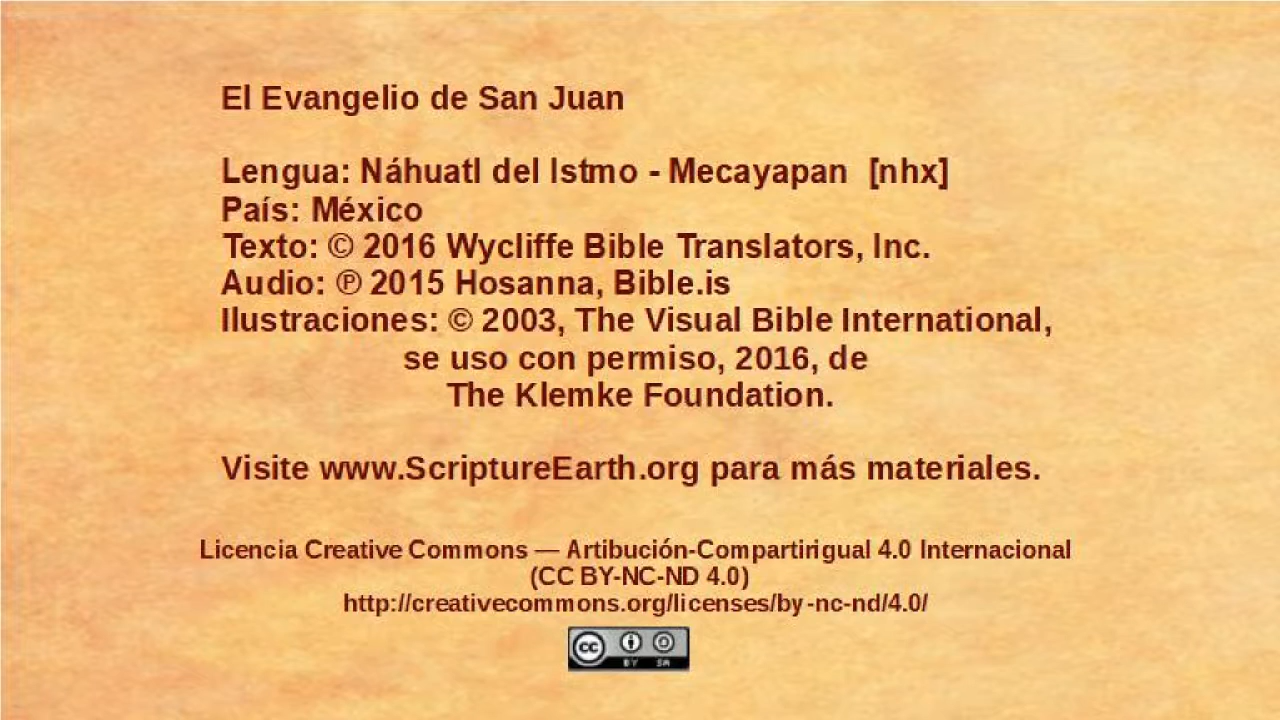 El Evangelio de San Juan
Lengua: Náhuatl del Istmo - Mecayapan [nhx]
País: México
Texto: © 2016 Wycliffe Bible Translators, Inc.
Audio: ℗ 2015 Hosanna, Bible.is
Ilustraciones: © 2003, The Visual Bible International,
se uso con permiso, 2016, de
The Klemke Foundation.
Visite www.ScriptureEarth.org para más materiales.
Licencia Creative Commons — Artibución-Compartirigual 4.0 Internacional
(CC BY-NC-ND 4.0)
http://creativecommons.org/licenses/by-nc-nd/4.0/
cc BY SA